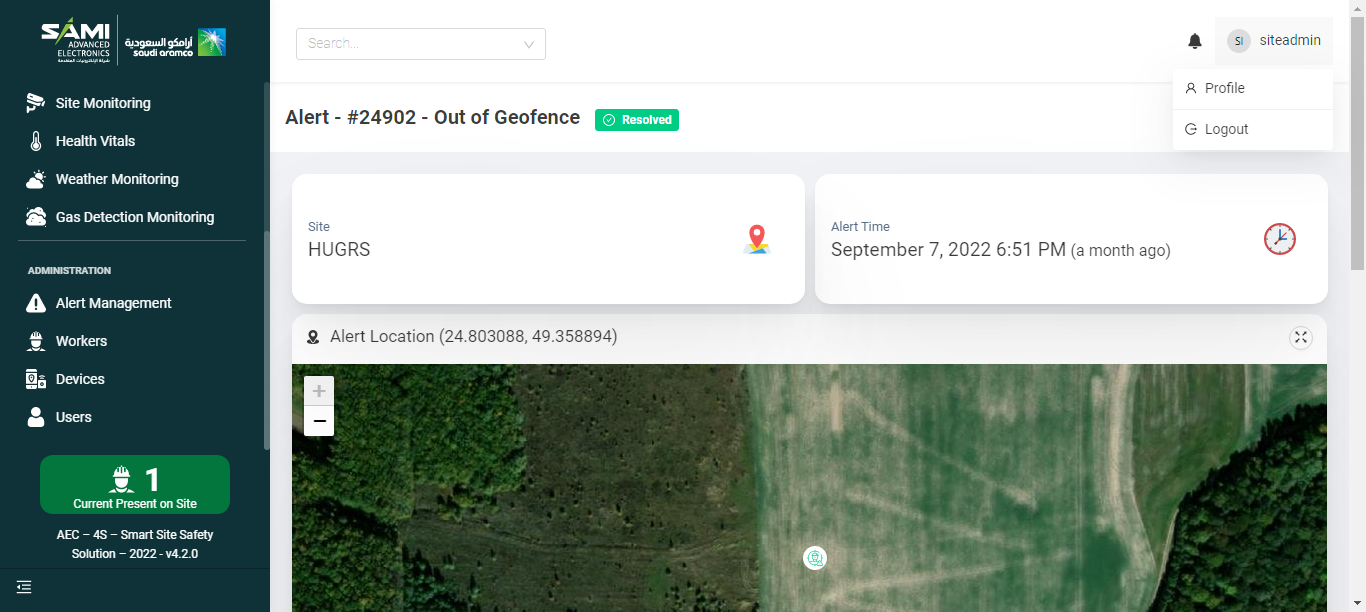 SAMI
ADVANCED
ELECTRONICS
شركة الإلكترونيات المتقدمة
أرامكو السعودية
saudi aramco
Search...
SI siteadmin
Profile
Logout
Site Monitoring
Health Vitals
Weather Monitoring
Gas Detection Monitoring
ADMINISTRATION
Alert Management
Workers
Devices
Users
1
Current Present on Site
AEC – 4S – Smart Site Safety
Solution – 2022 - v4.2.0
Alert - #24902 - Out of Geofence Resolved
Site
HUGRS
Alert Time
September 7, 2022 6:51 PM (a month ago)
Alert Location (24.803088, 49.358894)
+
−